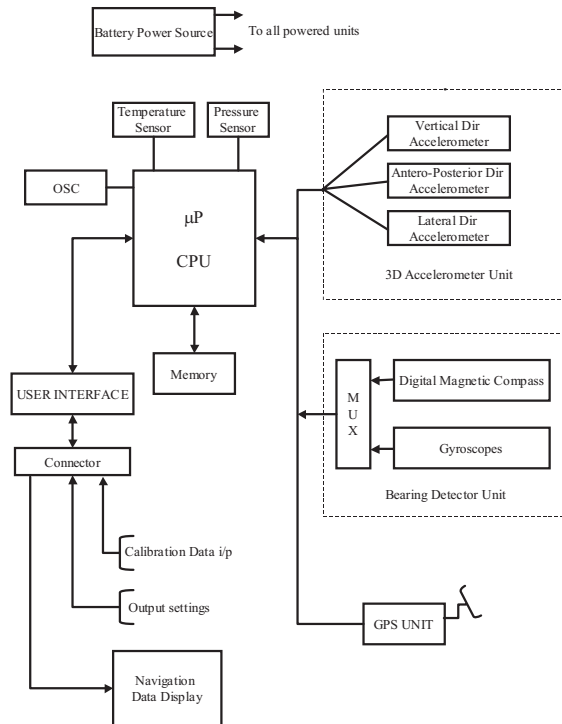 Battery Power Source
To all powered units
Temperature
Sensor
Pressure
Sensor
OSC
μP
CPU
Memory
USER INTERFACE
Connector
Calibration Data i/p
Output settings
Navigation
Data Display
Vertical Dir
Accelerometer
Antero-Posterior Dir
Accelerometer
Lateral Dir
Accelerometer
3D Accelerometer Unit
M
U
X
Digital Magnetic Compass
Gyroscopes
Bearing Detector Unit
GPS UNIT